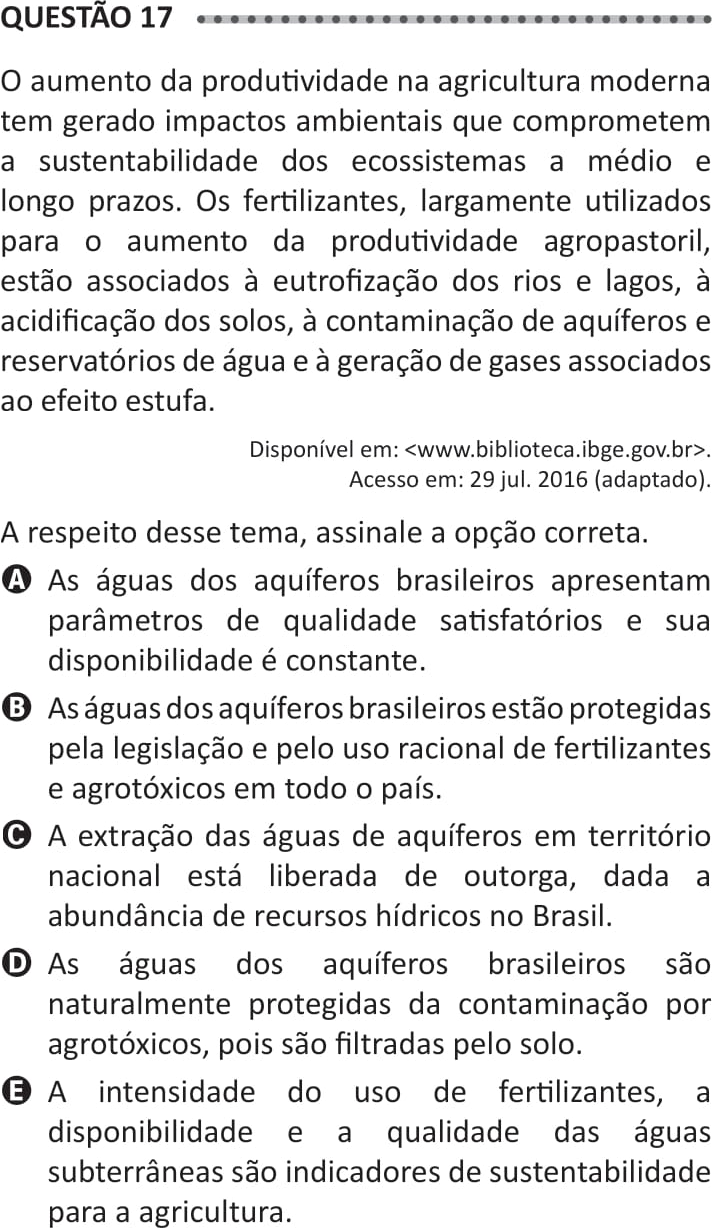 QUESTÃO 17
O aumento da produtividade na agricultura moderna
tem gerado impactos ambientais que comprometem
a sustentabilidade dos ecossistemas a médio e
longo prazos. Os fertilizantes, largamente utilizados
para o aumento da produtividade agropastoril,
estão associados à eutrofização dos rios e lagos, à
acidificação dos solos, à contaminação de aquíferos e
reservatórios de água e à geração de gases associados
ao efeito estufa.
Disponível em: <www.biblioteca.ibge.gov.br>.
Acesso em: 29 jul. 2016 (adaptado).
A respeito desse tema, assinale a opção correta.
A As águas dos aquíferos brasileiros apresentam
parâmetros de qualidade satisfatórios e sua
disponibilidade é constante.
B As águas dos aquíferos brasileiros estão protegidas
pela legislação e pelo uso racional de fertilizantes
e agrotóxicos em todo o país.
C A extração das águas de aquíferos em território
nacional está liberada de outorga, dada a
abundância de recursos hídricos no Brasil.
D As águas dos aquíferos brasileiros são
naturalmente protegidas da contaminação por
agrotóxicos, pois são filtradas pelo solo.
E A intensidade do uso de fertilizantes, a
disponibilidade e a qualidade das águas
subterrâneas são indicadores de sustentabilidade
para a agricultura.